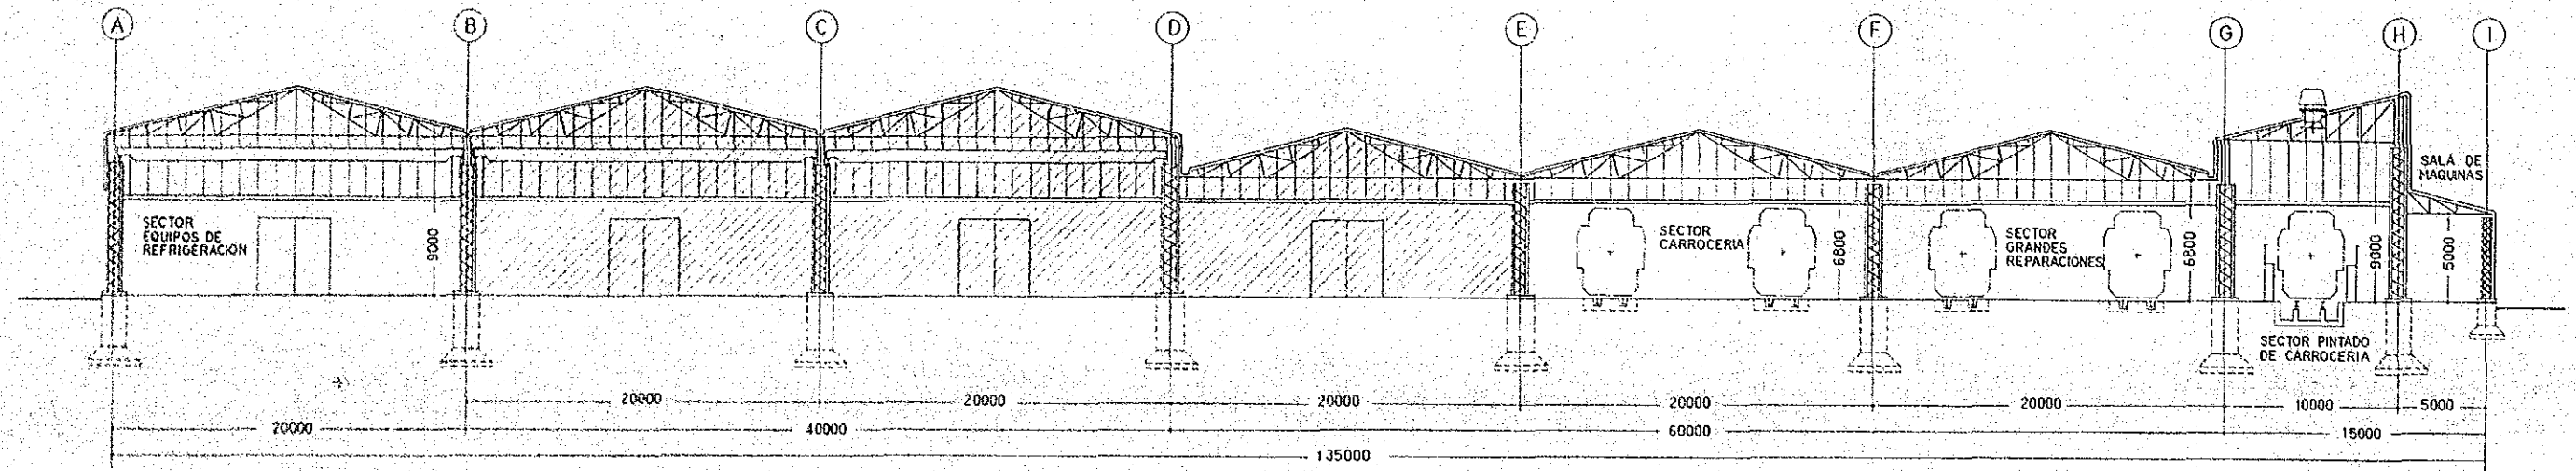 A B C D E F G H I
SALA DE
MAQUINAS
SECTOR
EQUIPOS DE
REFRIGERACION
9000
SECTOR
CARROCERIA
6800
SECTOR
GRANDES
REPARACIONES
6800
9000
5000
SECTOR PINTADO
DE CARROCERIA
20000 20000 20000 20000 20000 10000 5000
20000 40000 60000 15000
135000